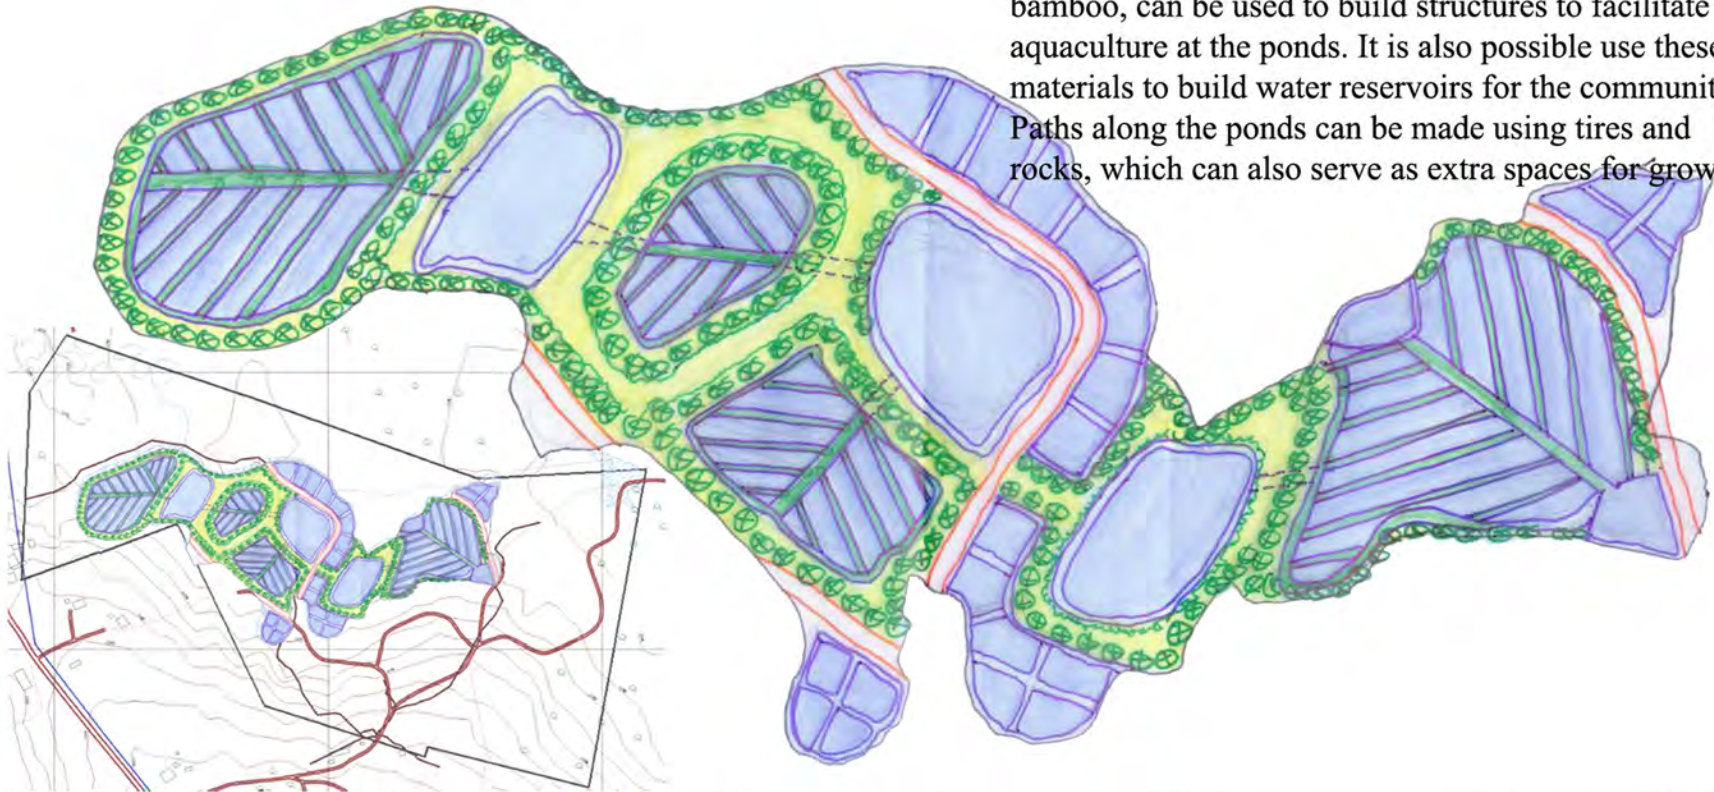 bamboo, can be used to build structures to facilitate
aquaculture at the ponds. It is also possible use these
materials to build water reservoirs for the communit
Paths along the ponds can be made using tires and
rocks, which can also serve as extra spaces for grow